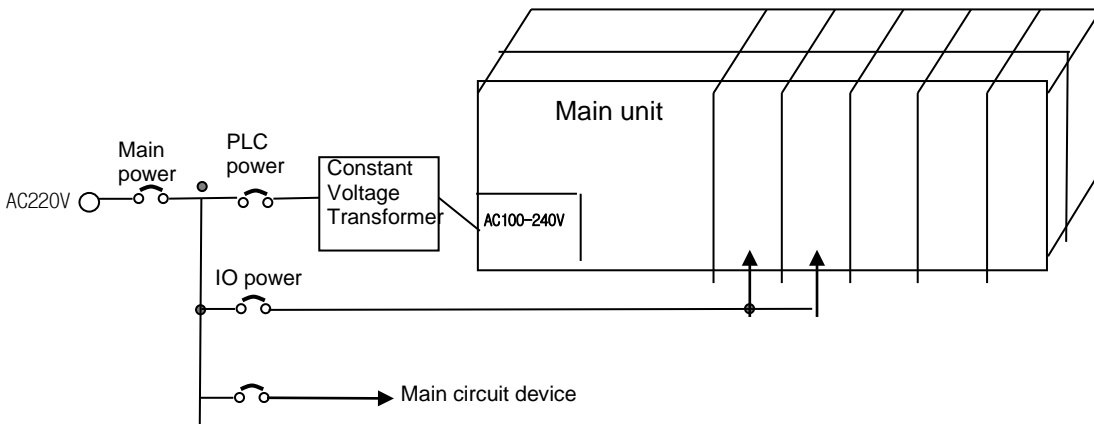 Main unit
Main
power
PLC
power
Constant
Voltage
Transformer
AC220V
AC100-240V
IO power
Main circuit device